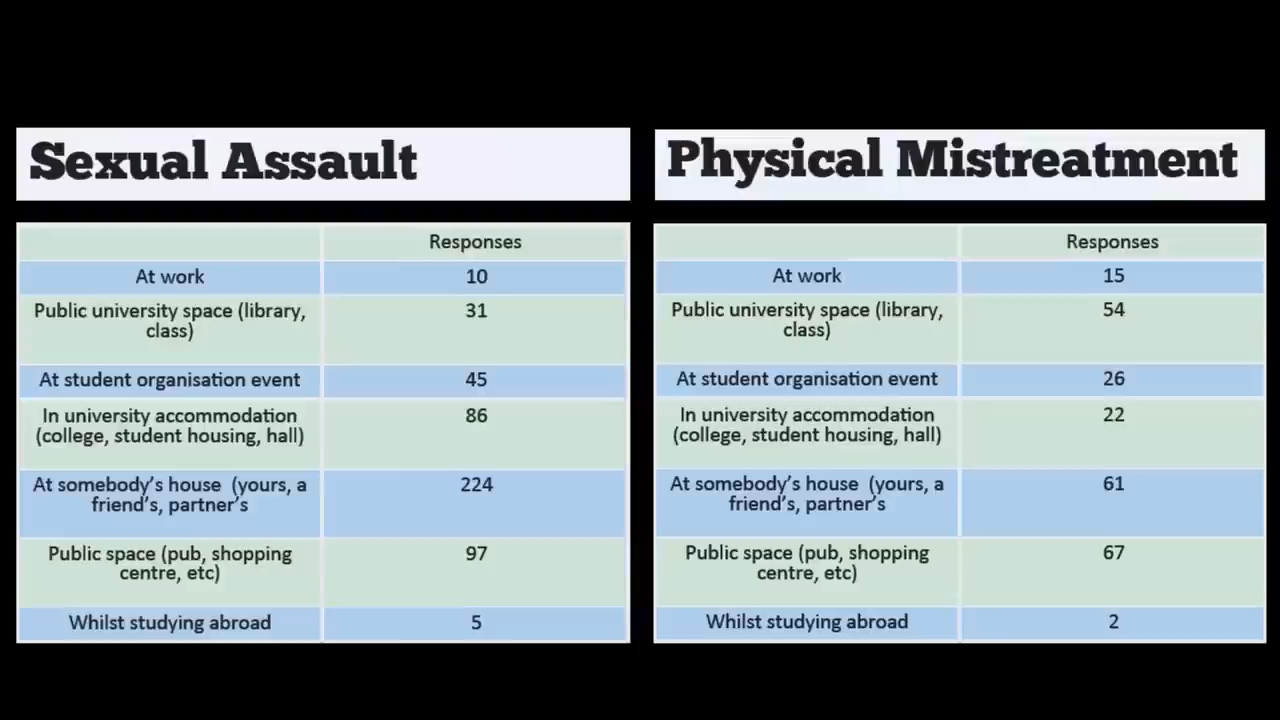 Sexual Assault
Responses
At work 10
Public university space (library, 31
class)
At student organisation event 45
In university accommodation 86
(college, student housing, hall)
At somebody's house (yours, a 224
friend's, partner's
Public space (pub, shopping 97
centre, etc)
Whilst studying abroad 5
Physical Mistreatment
Responses
At work 15
Public university space (library, 54
class)
At student organisation event 26
In university accommodation 22
(college, student housing, hall)
At somebody's house (yours, a 61
friend's, partner's
Public space (pub, shopping 67
centre, etc)
Whilst studying abroad 2